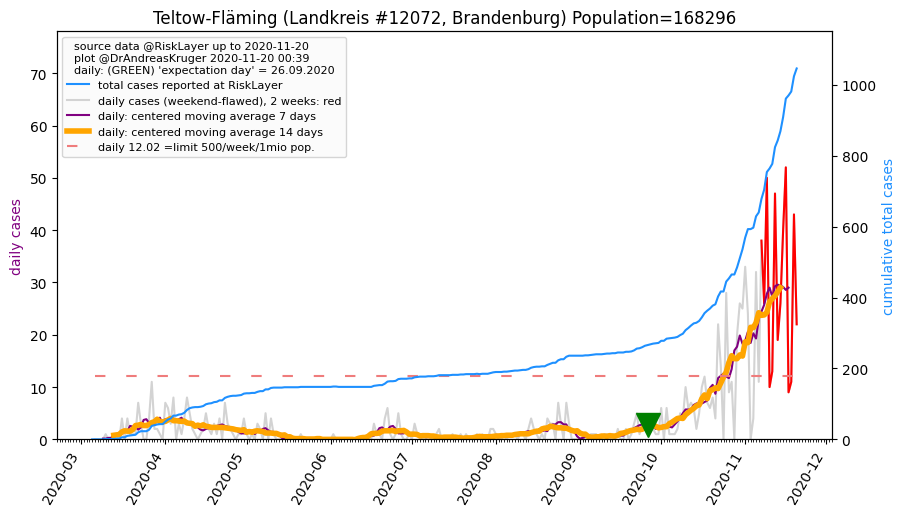 Teltow-Fläming (Landkreis #12072, Brandenburg) Population=168296
source data @RiskLayer up to 2020-11-20
plot @DrAndreasKruger 2020-11-20 00:39
daily: (GREEN) 'expectation day' = 26.09.2020
total cases reported at RiskLayer
daily cases (weekend-flawed), 2 weeks: red
daily: centered moving average 7 days
daily: centered moving average 14 days
daily 12.02 =limit 500/week/1mio pop.
daily cases
70
60
50
40
30
20
10
0
cumulative total cases
1000
800
600
400
200
0
2020-03
2020-04
2020-05
2020-06
2020-07
2020-08
2020-09
2020-10
2020-11
2020-12